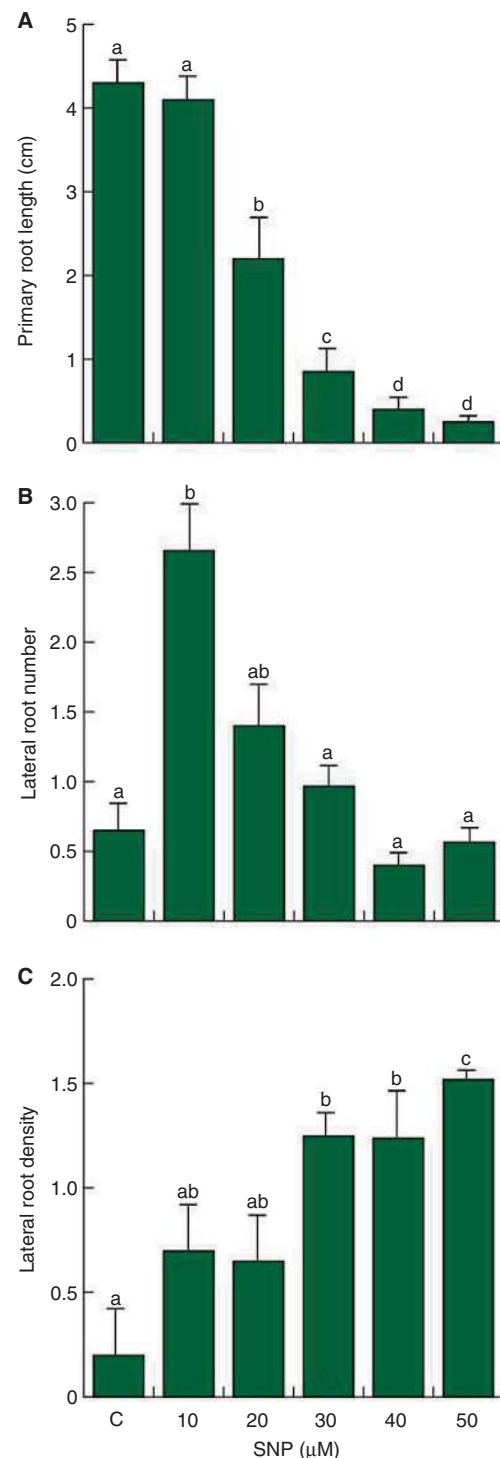 A
Primary root length (cm)
5
4
3
2
1
0
a
a
b
c
d
d
B
Lateral root number
3.0
2.5
2.0
1.5
1.0
0.5
0
a
b
ab
a
a
a
C
Lateral root density
2.0
1.5
1.0
0.5
0
a
ab
ab
b
b
c
C 10 20 30 40 50
SNP (μM)